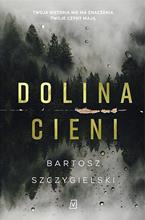 TWOJA HISTORIA NIE MA ZNACZENIA.
TWOJE CZYNY MAJĄ.
DOLINA
CIENI
BARTOSZ
SZCZYGIELSKI